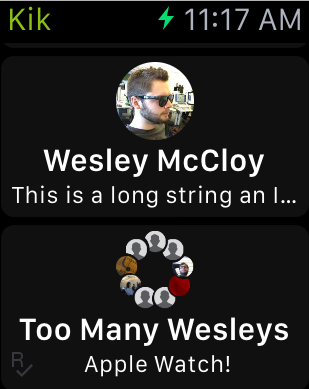 Kik 11:17 AM
Wesley McCloy
This is a long string an I...
Too Many Wesleys
R Apple Watch!